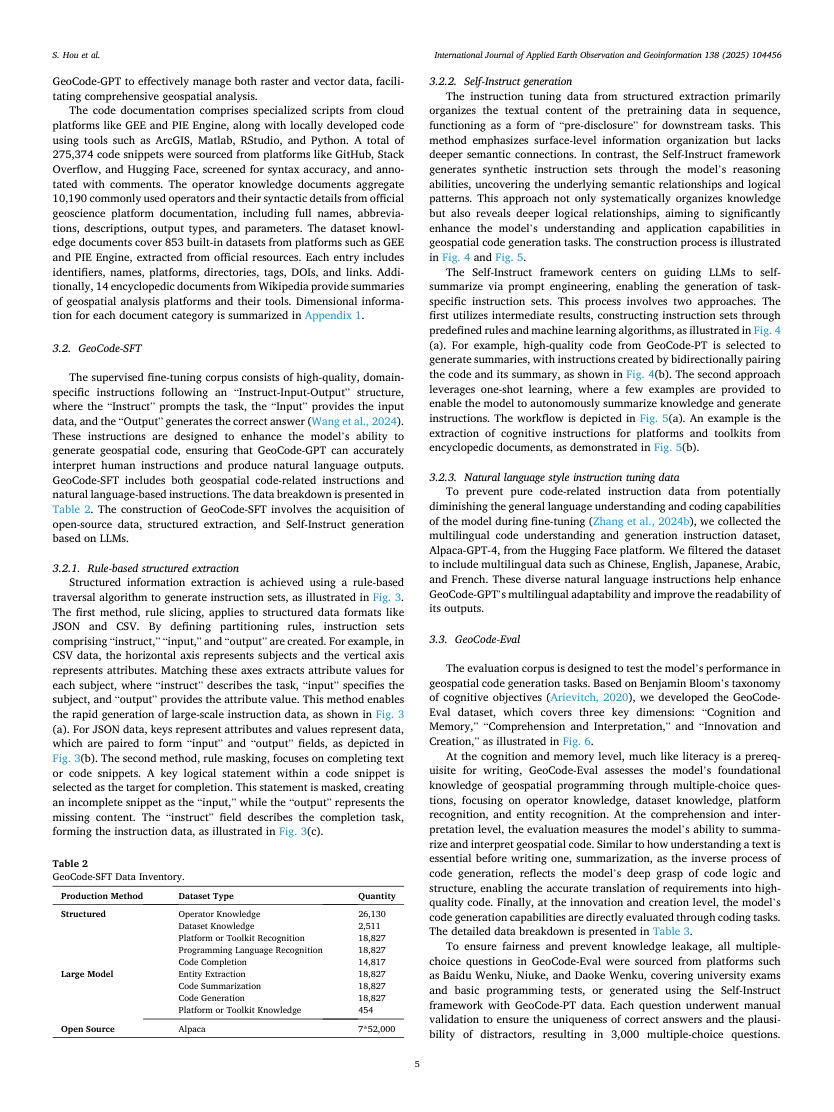 S. Hou et al.
International Journal of Applied Earth Observation and Geoinformation 138 (2025) 104456
GeoCode-GPT to effectively manage both raster and vector data, facili-
tating comprehensive geospatial analysis.
The code documentation comprises specialized scripts from cloud
platforms like GEE and PIE Engine, along with locally developed code
using tools such as ArcGIS, Matlab, RStudio, and Python. A total of
275,374 code snippets were sourced from platforms like GitHub, Stack
Overflow, and Hugging Face, screened for syntax accuracy, and anno-
tated with comments. The operator knowledge documents aggregate
10,190 commonly used operators and their syntactic details from official
geoscience platform documentation, including full names, abbrevia-
tions, descriptions, output types, and parameters. The dataset knowl-
edge documents cover 853 built-in datasets from platforms such as GEE
and PIE Engine, extracted from official resources. Each entry includes
identifiers, names, platforms, directories, tags, DOIs, and links. Addi-
tionally, 14 encyclopedic documents from Wikipedia provide summaries
of geospatial analysis platforms and their tools. Dimensional informa-
tion for each document category is summarized in Appendix 1.
3.2. GeoCode-SFT
The supervised fine-tuning corpus consists of high-quality, domain-
specific instructions following an “Instruct-Input-Output” structure,
where the “Instruct” prompts the task, the “Input” provides the input
data, and the “Output” generates the correct answer (Wang et al., 2024).
These instructions are designed to enhance the model’s ability to
generate geospatial code, ensuring that GeoCode-GPT can accurately
interpret human instructions and produce natural language outputs.
GeoCode-SFT includes both geospatial code-related instructions and
natural language-based instructions. The data breakdown is presented in
Table 2. The construction of GeoCode-SFT involves the acquisition of
open-source data, structured extraction, and Self-Instruct generation
based on LLMs.
3.2.1. Rule-based structured extraction
Structured information extraction is achieved using a rule-based
traversal algorithm to generate instruction sets, as illustrated in Fig. 3.
The first method, rule slicing, applies to structured data formats like
JSON and CSV. By defining partitioning rules, instruction sets
comprising “instruct,” “input,” and “output” are created. For example, in
CSV data, the horizontal axis represents subjects and the vertical axis
represents attributes. Matching these axes extracts attribute values for
each subject, where “instruct” describes the task, “input” specifies the
subject, and “output” provides the attribute value. This method enables
the rapid generation of large-scale instruction data, as shown in Fig. 3
(a). For JSON data, keys represent attributes and values represent data,
which are paired to form “input” and “output” fields, as depicted in
Fig. 3(b). The second method, rule masking, focuses on completing text
or code snippets. A key logical statement within a code snippet is
selected as the target for completion. This statement is masked, creating
an incomplete snippet as the “input,” while the “output” represents the
missing content. The “instruct” field describes the completion task,
forming the instruction data, as illustrated in Fig. 3(c).
Table 2
GeoCode-SFT Data Inventory.
Production Method Dataset Type Quantity
Structured Operator Knowledge 26,130
Dataset Knowledge 2,511
Platform or Toolkit Recognition 18,827
Programming Language Recognition 18,827
Code Completion 14,817
Large Model Entity Extraction 18,827
Code Summarization 18,827
Code Generation 18,827
Platform or Toolkit Knowledge 454
Open Source Alpaca 7*52,000
3.2.2. Self-Instruct generation
The instruction tuning data from structured extraction primarily
organizes the textual content of the pretraining data in sequence,
functioning as a form of “pre-disclosure” for downstream tasks. This
method emphasizes surface-level information organization but lacks
deeper semantic connections. In contrast, the Self-Instruct framework
generates synthetic instruction sets through the model’s reasoning
abilities, uncovering the underlying semantic relationships and logical
patterns. This approach not only systematically organizes knowledge
but also reveals deeper logical relationships, aiming to significantly
enhance the model’s understanding and application capabilities in
geospatial code generation tasks. The construction process is illustrated
in Fig. 4 and Fig. 5.
The Self-Instruct framework centers on guiding LLMs to self-
summarize via prompt engineering, enabling the generation of task-
specific instruction sets. This process involves two approaches. The
first utilizes intermediate results, constructing instruction sets through
predefined rules and machine learning algorithms, as illustrated in Fig. 4
(a). For example, high-quality code from GeoCode-PT is selected to
generate summaries, with instructions created by bidirectionally pairing
the code and its summary, as shown in Fig. 4(b). The second approach
leverages one-shot learning, where a few examples are provided to
enable the model to autonomously summarize knowledge and generate
instructions. The workflow is depicted in Fig. 5(a). An example is the
extraction of cognitive instructions for platforms and toolkits from
encyclopedic documents, as demonstrated in Fig. 5(b).
3.2.3. Natural language style instruction tuning data
To prevent pure code-related instruction data from potentially
diminishing the general language understanding and coding capabilities
of the model during fine-tuning (Zhang et al., 2024b), we collected the
multilingual code understanding and generation instruction dataset,
Alpaca-GPT-4, from the Hugging Face platform. We filtered the dataset
to include multilingual data such as Chinese, English, Japanese, Arabic,
and French. These diverse natural language instructions help enhance
GeoCode-GPT’s multilingual adaptability and improve the readability of
its outputs.
3.3. GeoCode-Eval
The evaluation corpus is designed to test the model’s performance in
geospatial code generation tasks. Based on Benjamin Bloom’s taxonomy
of cognitive objectives (Arievitch, 2020), we developed the GeoCode-
Eval dataset, which covers three key dimensions: “Cognition and
Memory,” “Comprehension and Interpretation,” and “Innovation and
Creation,” as illustrated in Fig. 6.
At the cognition and memory level, much like literacy is a prereq-
uisite for writing, GeoCode-Eval assesses the model’s foundational
knowledge of geospatial programming through multiple-choice ques-
tions, focusing on operator knowledge, dataset knowledge, platform
recognition, and entity recognition. At the comprehension and inter-
pretation level, the evaluation measures the model’s ability to summa-
rize and interpret geospatial code. Similar to how understanding a text is
essential before writing one, summarization, as the inverse process of
code generation, reflects the model’s deep grasp of code logic and
structure, enabling the accurate translation of requirements into high-
quality code. Finally, at the innovation and creation level, the model’s
code generation capabilities are directly evaluated through coding tasks.
The detailed data breakdown is presented in Table 3.
To ensure fairness and prevent knowledge leakage, all multiple-
choice questions in GeoCode-Eval were sourced from platforms such
as Baidu Wenku, Niuke, and Daoke Wenku, covering university exams
and basic programming tests, or generated using the Self-Instruct
framework with GeoCode-PT data. Each question underwent manual
validation to ensure the uniqueness of correct answers and the plausi-
bility of distractors, resulting in 3,000 multiple-choice questions.
5